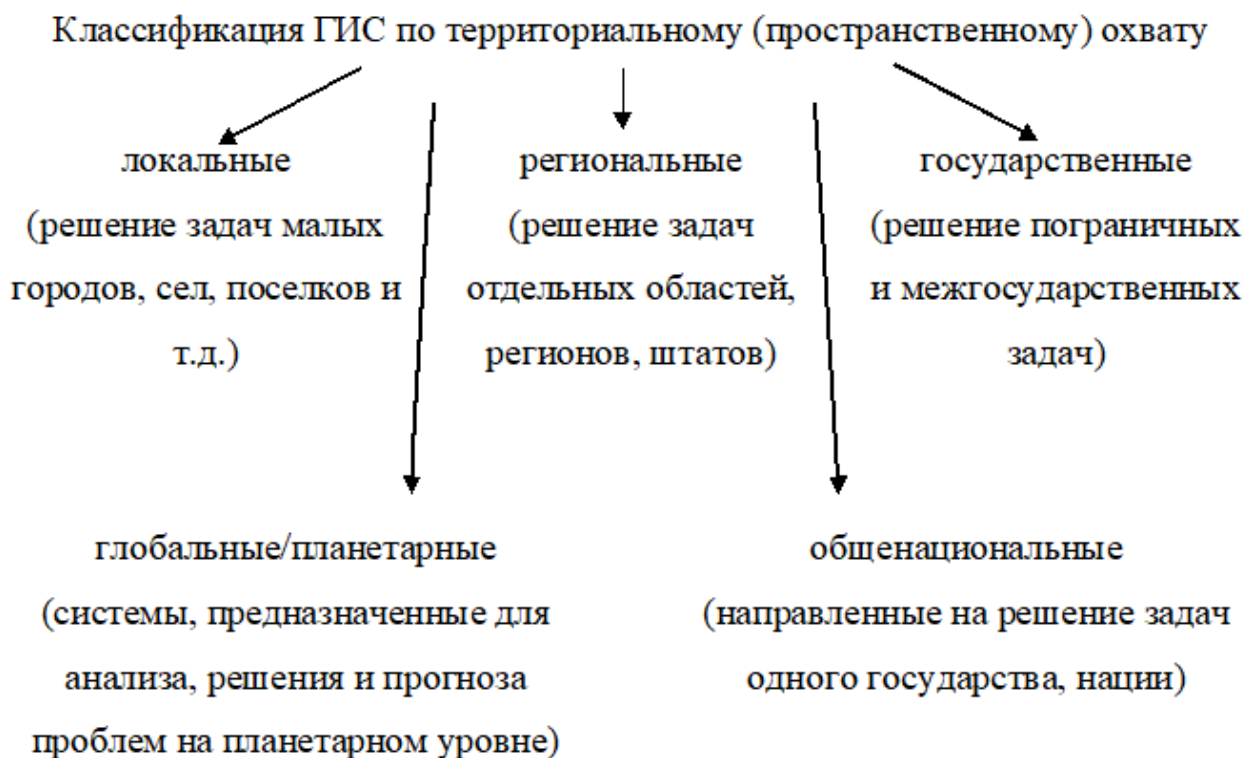 Классификация ГИС по территориальному (пространственному) охвату
локальные
(решение задач малых
городов, сел, поселков и
т.д.)
региональные
(решение задач
отдельных областей,
регионов, штатов)
государственные
(решение пограничных
и межгосударственных
задач)
глобальные/планетарные
(системы, предназначенные для
анализа, решения и прогноза
проблем на планетарном уровне)
общенациональные
(направленные на решение задач
одного государства, нации)